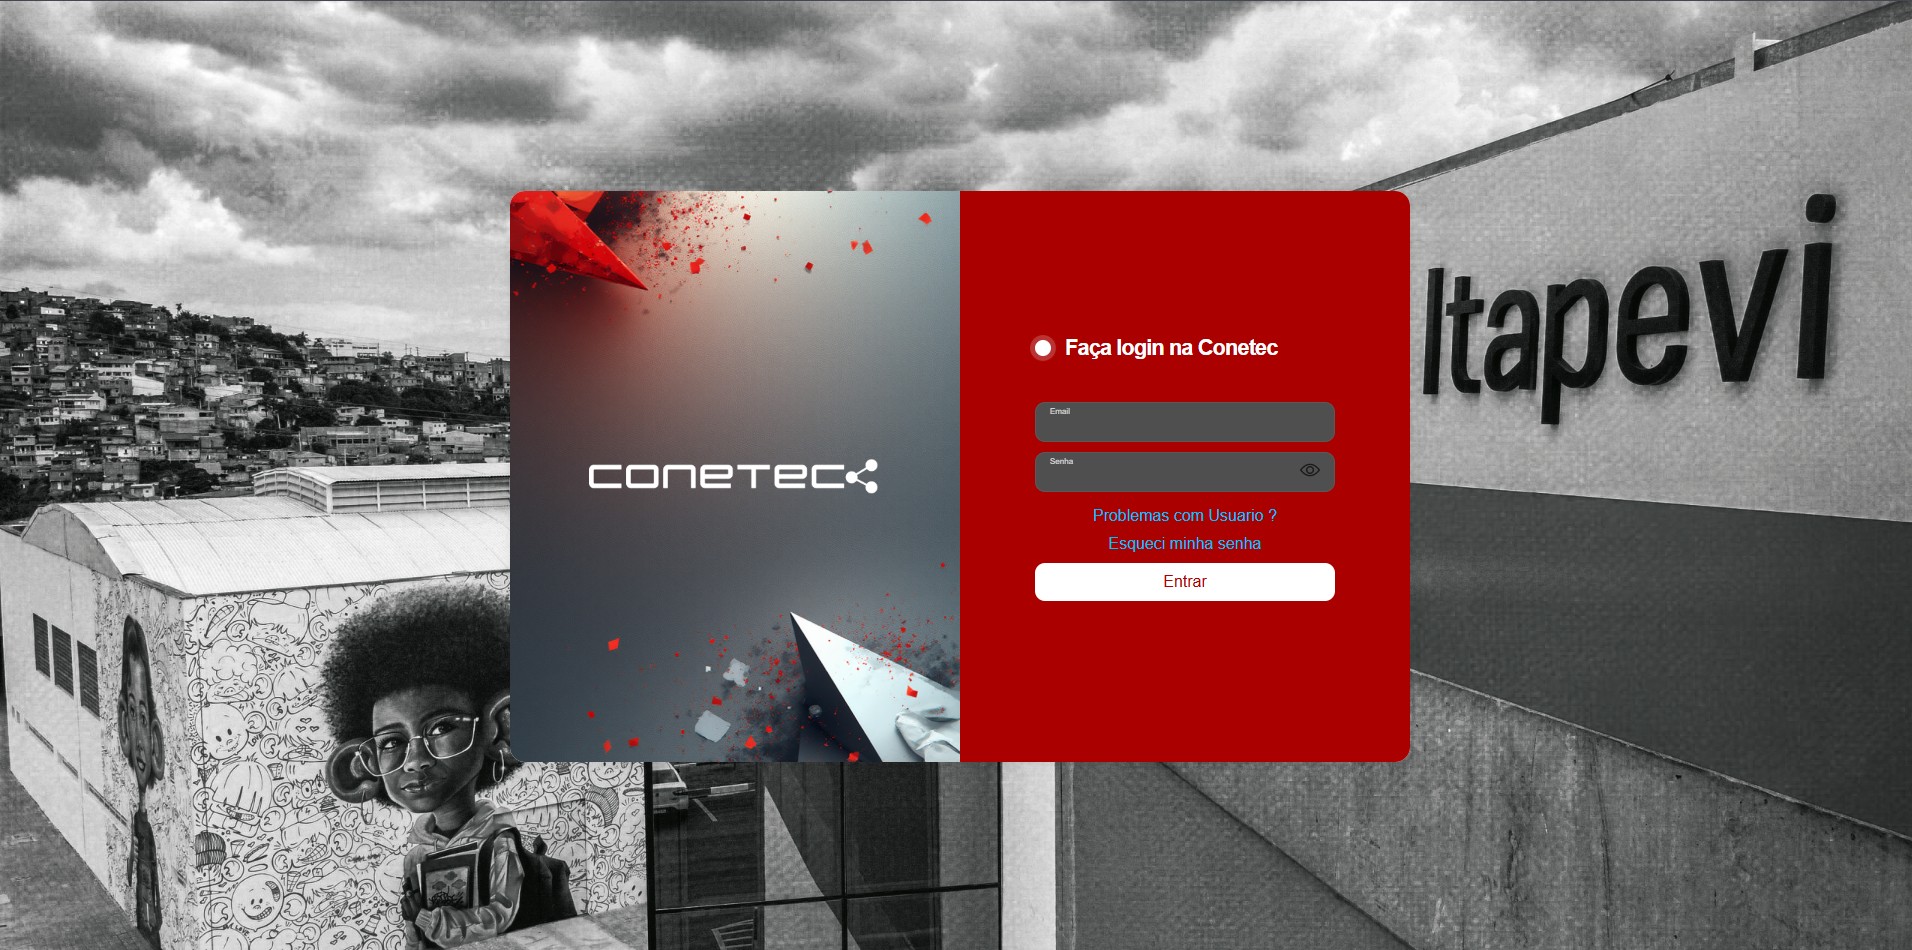 Itapevi
conetec
Faça login na Conetec
Email
Senha
Problemas com Usuario ?
Esqueci minha senha
Entrar